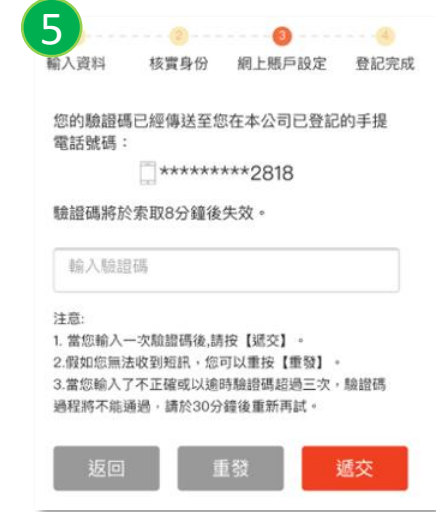 5
2 3 4
輸入資料 核實身份 網上賬戶設定 登記完成
您的驗證碼已經傳送至您在本公司已登記的手提
電話號碼：
*********2818
驗證碼將於索取8分鐘後失效。
輸入驗證碼
注意:
1. 當您輸入一次驗證碼後,請按【遞交】。
2.假如您無法收到短訊，您可以重按【重發】。
3.當您輸入了不正確或以逾時驗證碼超過三次，驗證碼
過程將不能通過，請於30分鐘後重新再試。
返回 重發 遞交